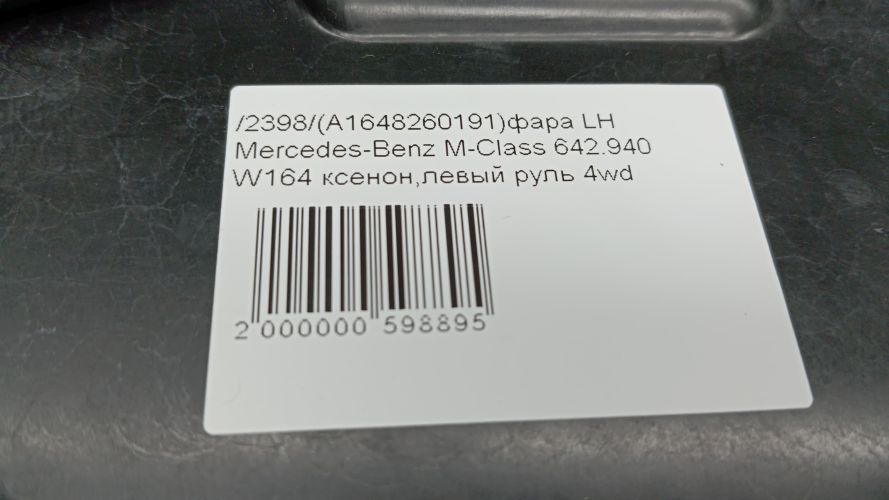 /2398/(A1648260191)фара LH
Mercedes-Benz M-Class 642.940
W164 ксенон,левый руль 4wd
2 000000 598895